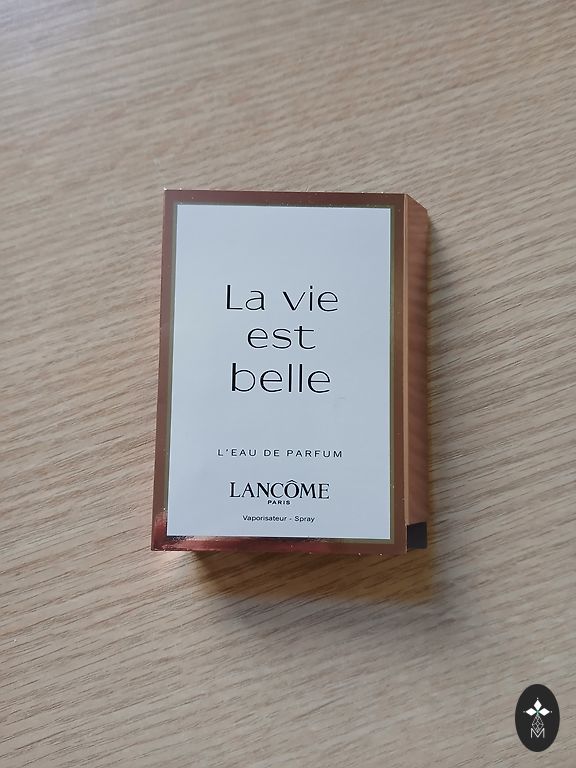 La vie
est
belle
L'EAU DE PARFUM
LANCÔME
PARIS
Vaporisateur - Spray
M